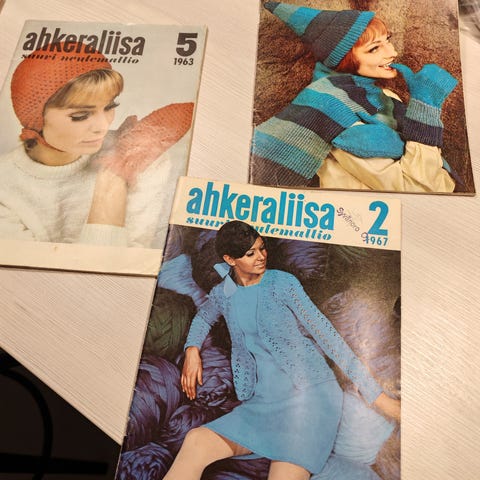 ahkeraliisa
5
suuri neulemallio
1963
ahkeraliisa
2
suuri neulemallio
1967